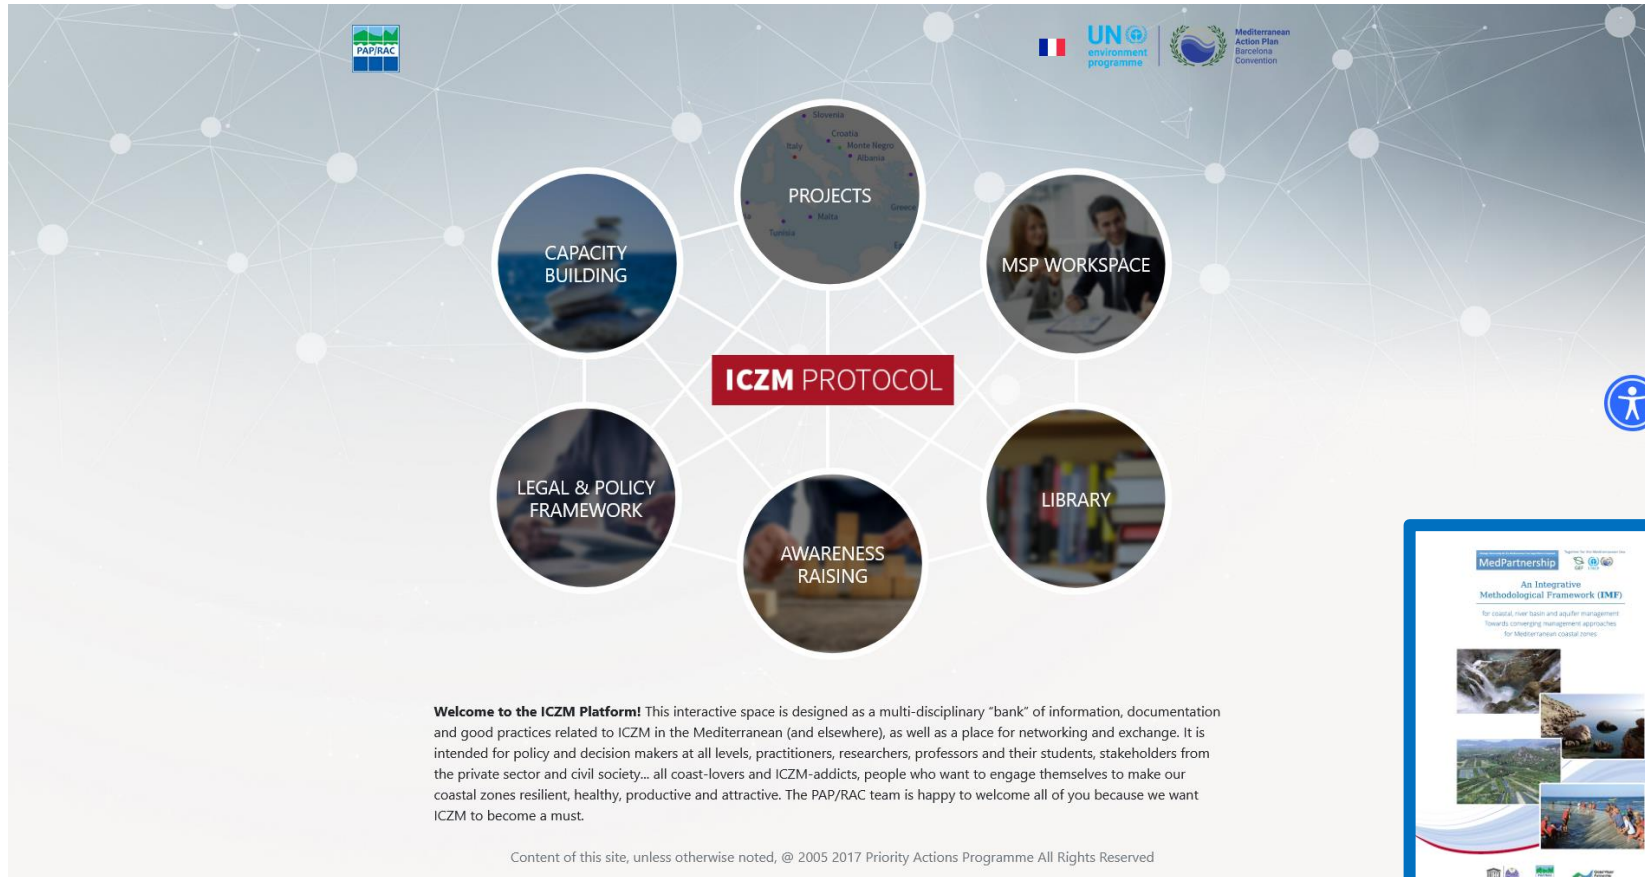 PAP/RAC
UN
environment
programme
Mediterranean
Action Plan
Barcelona
Convention
Slovenia
Croatia
Italy
Monte Negro
Albania
PROJECTS
Greece
Malta
Tunisia
CAPACITY
BUILDING
MSP WORKSPACE
ICZM PROTOCOL
LEGAL & POLICY
FRAMEWORK
LIBRARY
AWARENESS
RAISING
MedPartnership
An Integrative
Methodological Framework (IMF)
for coastal, river basin and aquifer management
Towards converging management approaches
for Mediterranean coastal zones
Welcome to the ICZM Platform! This interactive space is designed as a multi-disciplinary “bank” of information, documentation
and good practices related to ICZM in the Mediterranean (and elsewhere), as well as a place for networking and exchange. It is
intended for policy and decision makers at all levels, practitioners, researchers, professors and their students, stakeholders from
the private sector and civil society... all coast-lovers and ICZM-addicts, people who want to engage themselves to make our
coastal zones resilient, healthy, productive and attractive. The PAP/RAC team is happy to welcome all of you because we want
ICZM to become a must.
Content of this site, unless otherwise noted, @ 2005 2017 Priority Actions Programme All Rights Reserved